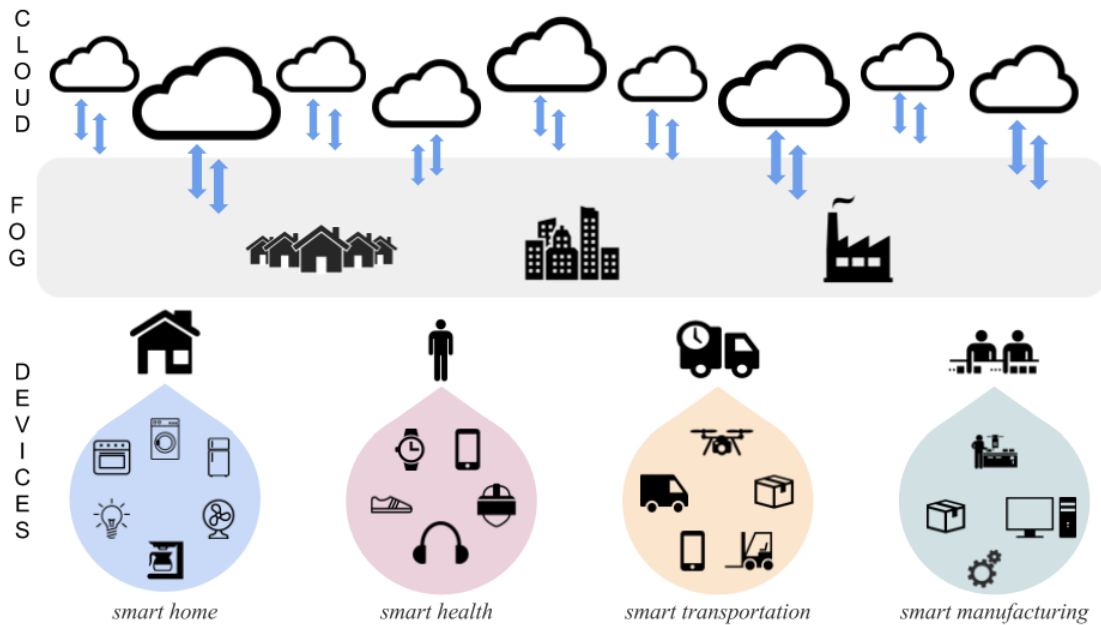 CLOUD
FOG
DEVICES
smart home
smart health
smart transportation
smart manufacturing